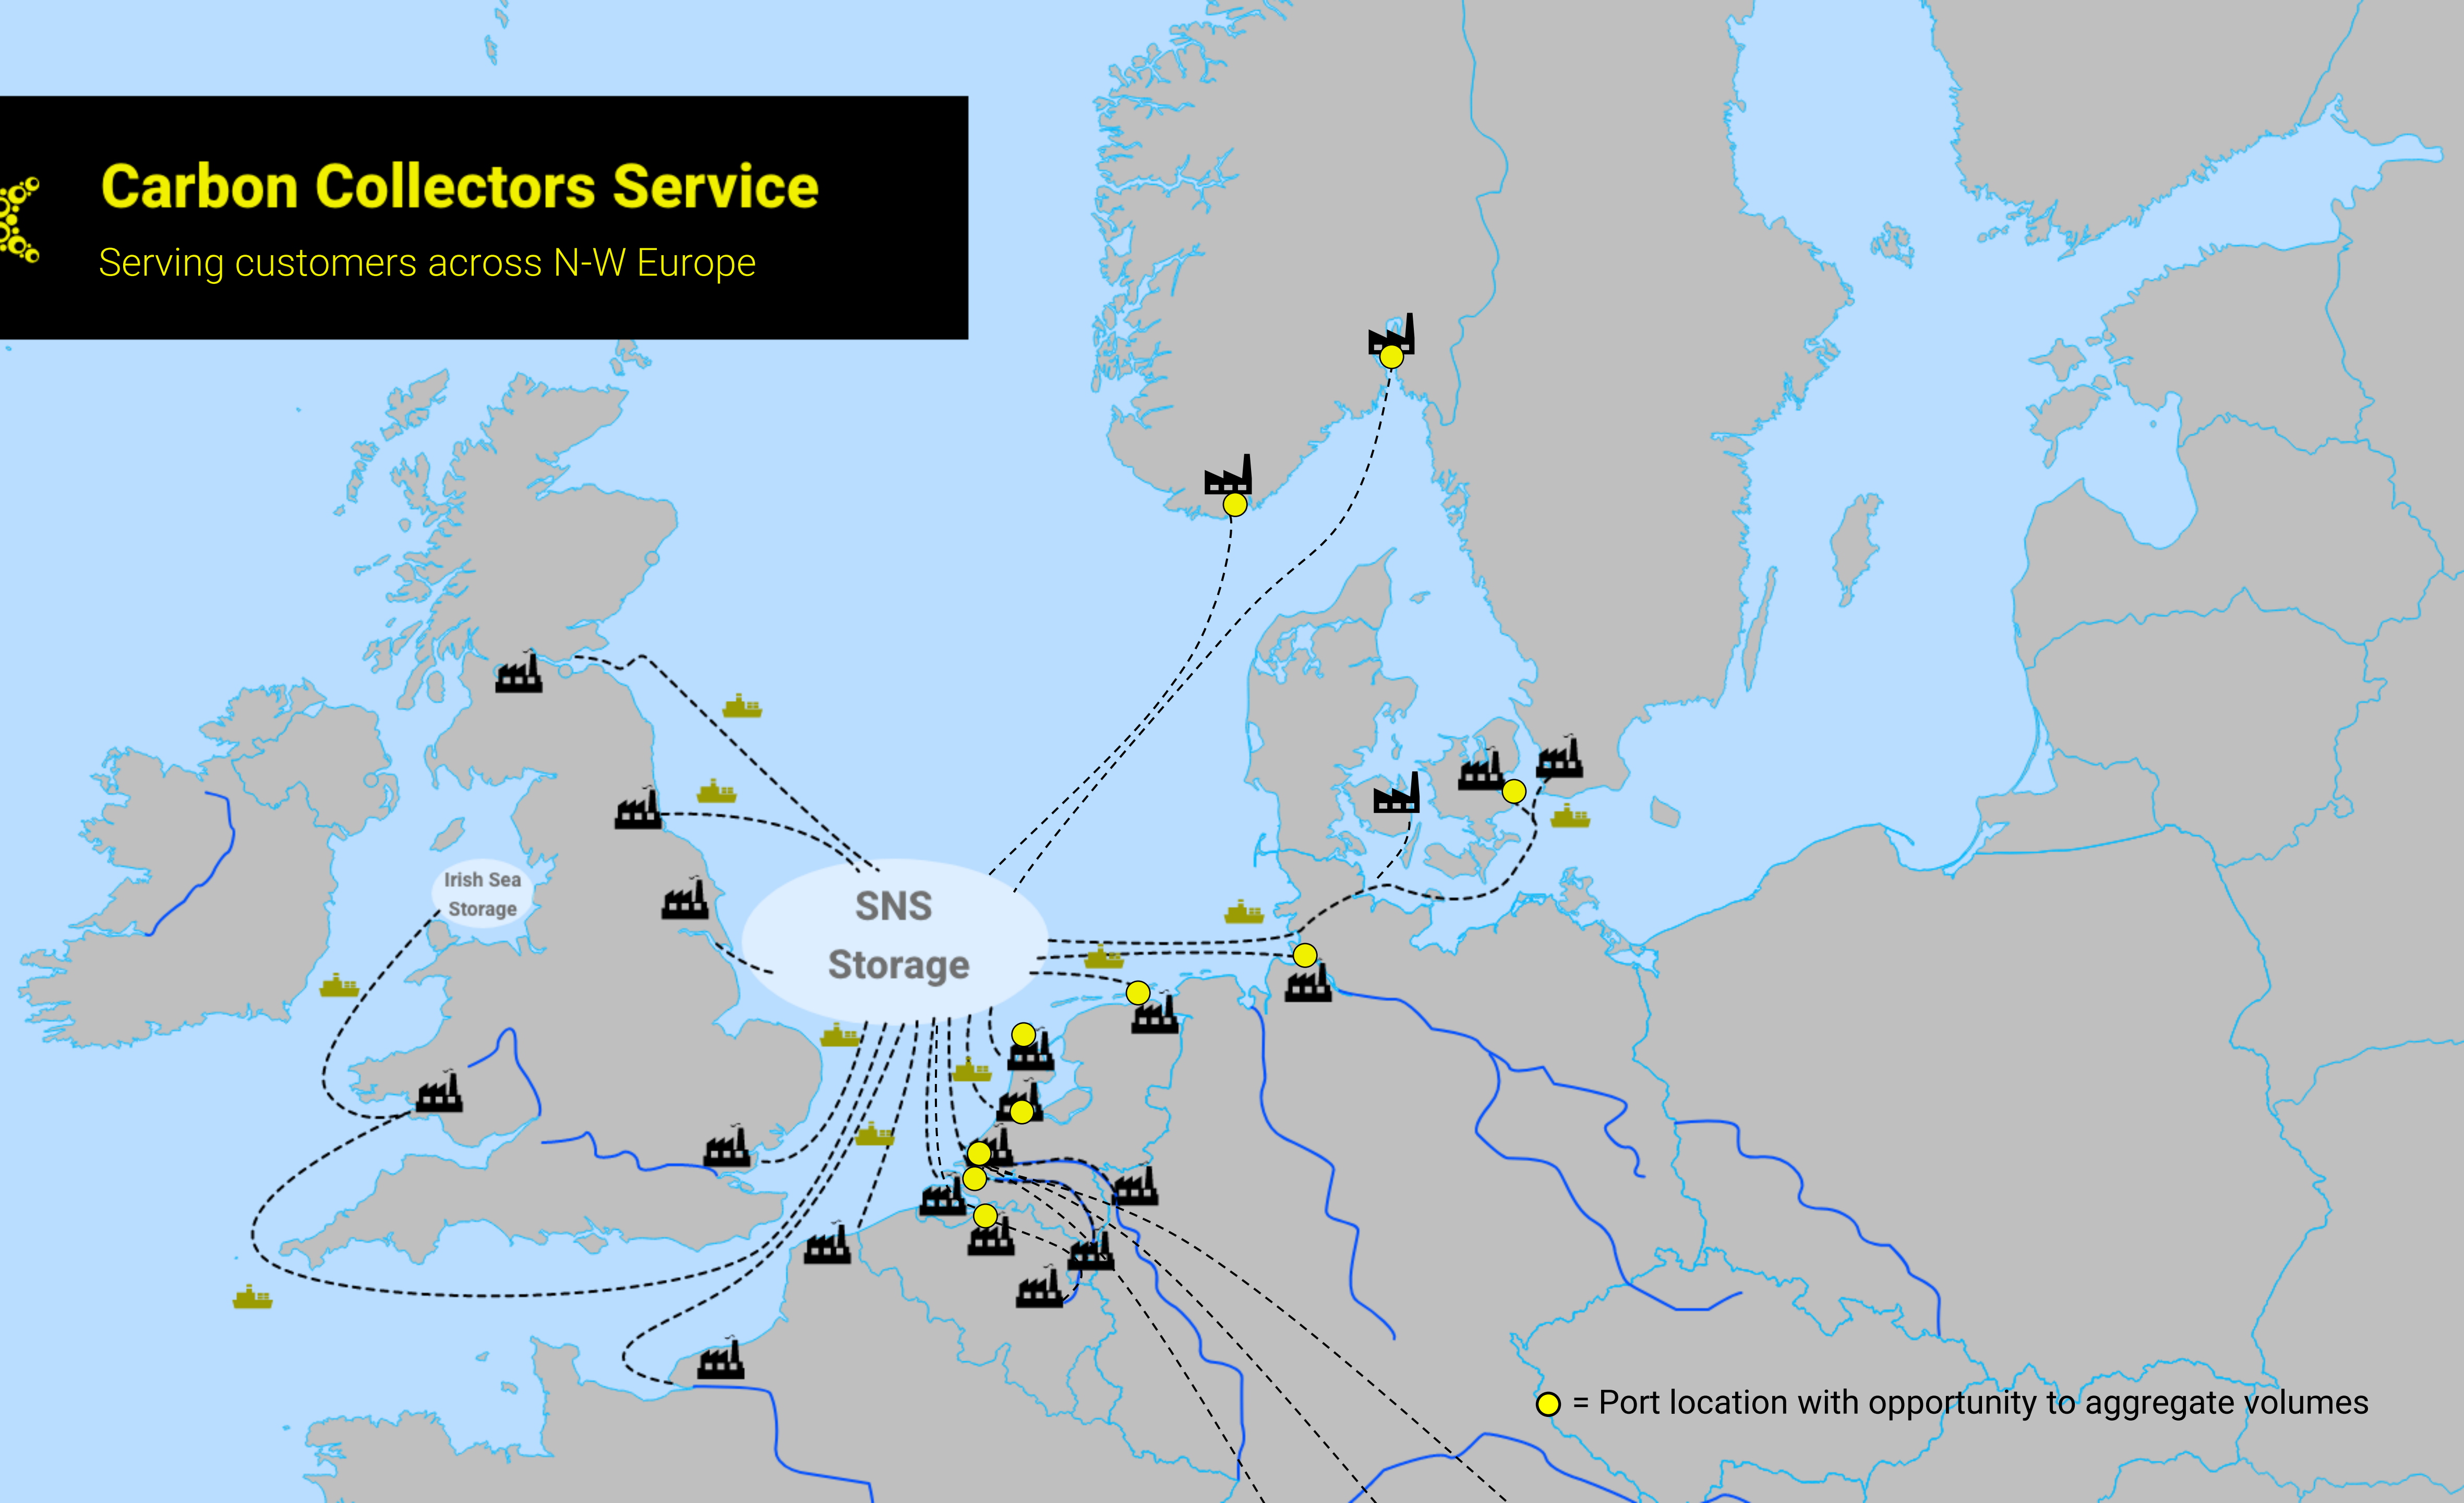 Carbon Collectors Service
Serving customers across N-W Europe
Irish Sea
Storage
SNS
Storage
= Port location with opportunity to aggregate volumes